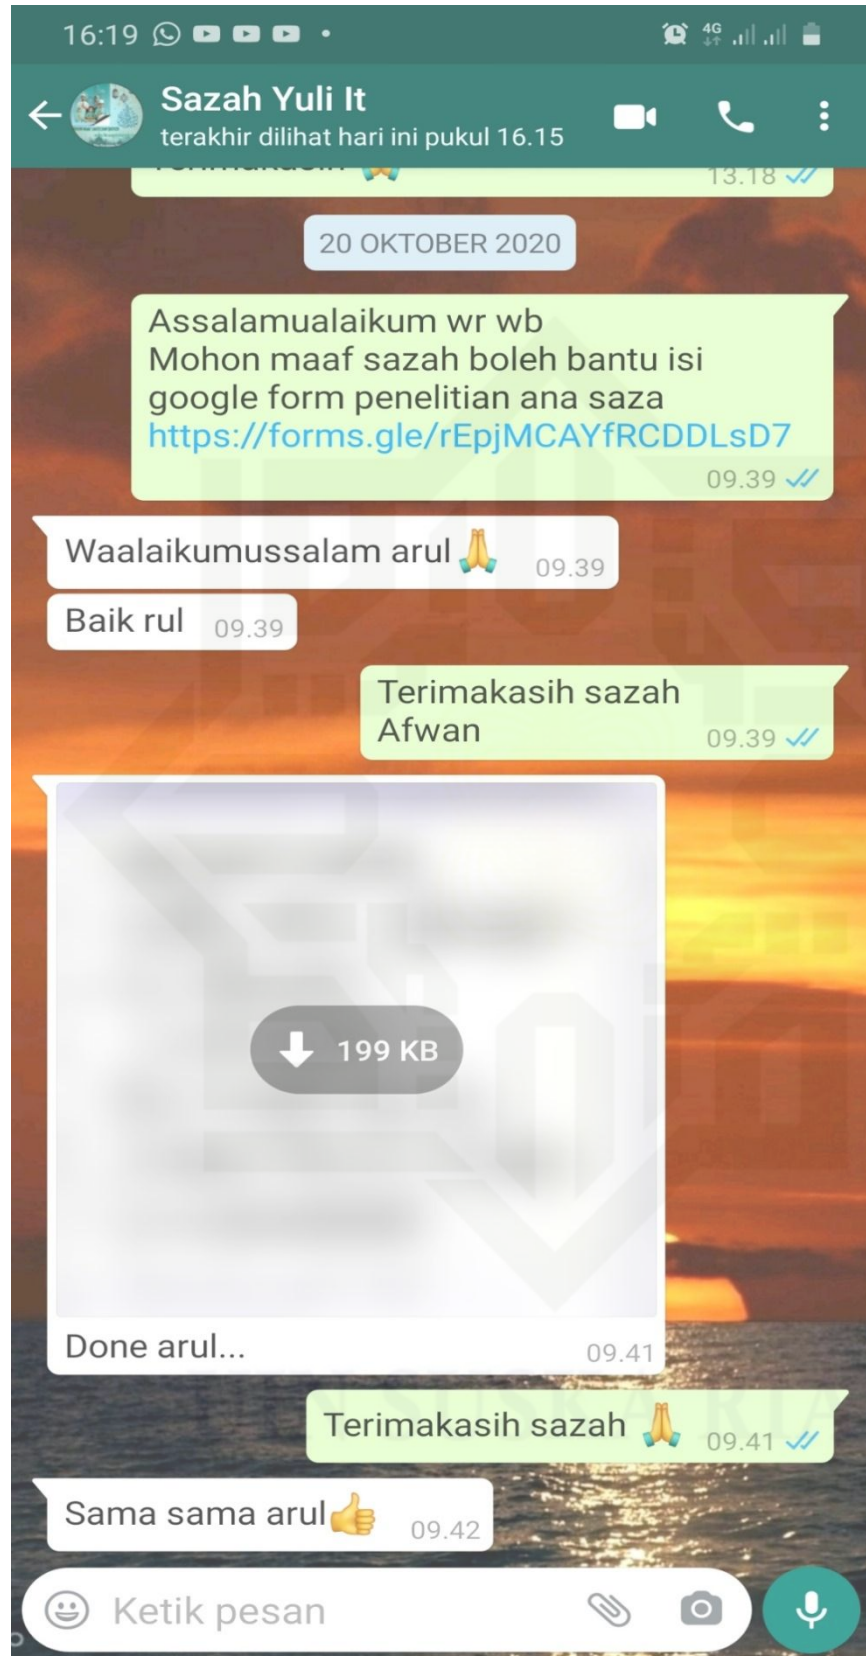 16:19
4G
Sazah Yuli It
terakhir dilihat hari ini pukul 16.15
13.18
20 OKTOBER 2020
Assalamualaikum wr wb
Mohon maaf sazah boleh bantu isi
google form penelitian ana saza
https://forms.gle/rEpjMCAYfRCDDLsD7
09.39
Waalaikumussalam arul🙏 09.39
Baik rul 09.39
Terimakasih sazah
Afwan 09.39
199 KB
Done arul... 09.41
Terimakasih sazah 🙏 09.41
Sama sama arul👍 09.42
Ketik pesan